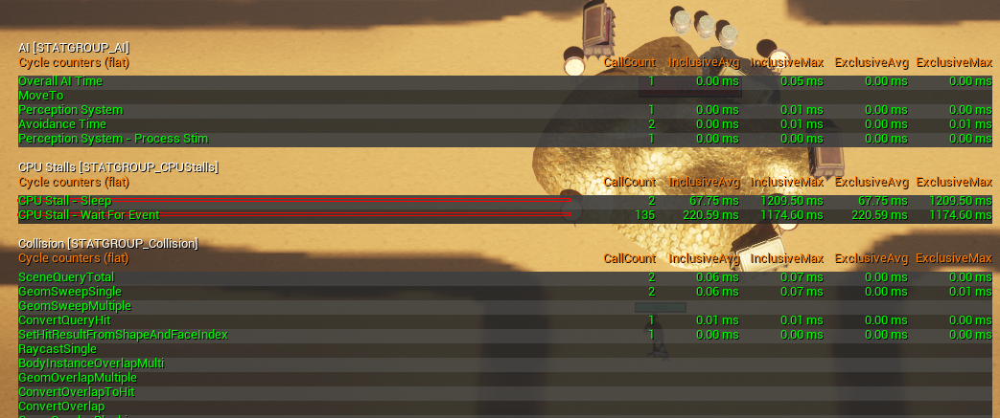 AI [STATGROUP_AI]
Cycle counters (flat) CallCount InclusiveAvg InclusiveMax ExclusiveAvg ExclusiveMax
Overall AI Time 1 0.00 ms 0.05 ms 0.00 ms 0.00 ms
MoveTo
Perception System 1 0.00 ms 0.01 ms 0.00 ms 0.00 ms
Avoidance Time 2 0.00 ms 0.01 ms 0.00 ms 0.01 ms
Perception System - Process Stim 1 0.00 ms 0.00 ms 0.00 ms 0.00 ms
CPU Stalls [STATGROUP_CPUStalls]
Cycle counters (flat) CallCount InclusiveAvg InclusiveMax ExclusiveAvg ExclusiveMax
CPU Stall - Sleep 2 67.75 ms 1209.50 ms 67.75 ms 1209.50 ms
CPU Stall - Wait For Event 135 220.59 ms 1174.60 ms 220.59 ms 1174.60 ms
Collision [STATGROUP_Collision]
Cycle counters (flat) CallCount InclusiveAvg InclusiveMax ExclusiveAvg ExclusiveMax
SceneQueryTotal 2 0.06 ms 0.07 ms 0.00 ms 0.00 ms
GeomSweepSingle 2 0.06 ms 0.07 ms 0.00 ms 0.01 ms
GeomSweepMultiple
ConvertQueryHit 1 0.01 ms 0.01 ms 0.00 ms 0.00 ms
SetHitResultFromShapeAndFaceIndex 1 0.00 ms 0.00 ms 0.00 ms 0.00 ms
RaycastSingle
BodyInstanceOverlapMulti
GeomOverlapMultiple
ConvertOverlapToHit
ConvertOverlap